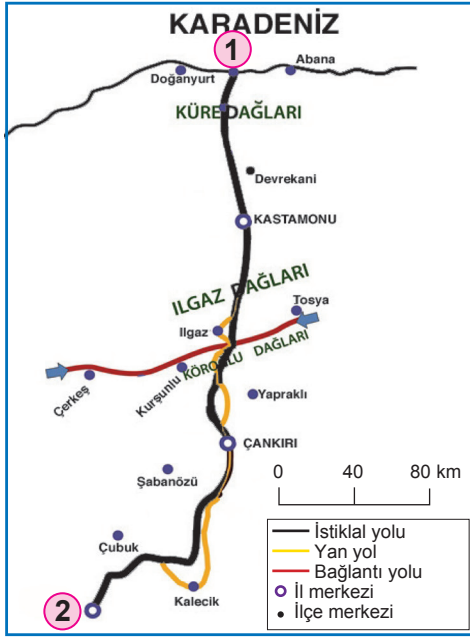 KARADENİZ
1
Doğanyurt
Abana
KÜRE DAĞLARI
Devrekani
KASTAMONU
ILGAZ DAĞLARI
Tosya
Ilgaz
KÖROĞLU DAĞLARI
Çerkeş
Kurşunlu
Yapraklı
ÇANKIRI
Şabanözü
0 40 80 km
Çubuk
Kalecik
2
İstiklal yolu
Yan yol
Bağlantı yolu
İl merkezi
İlçe merkezi